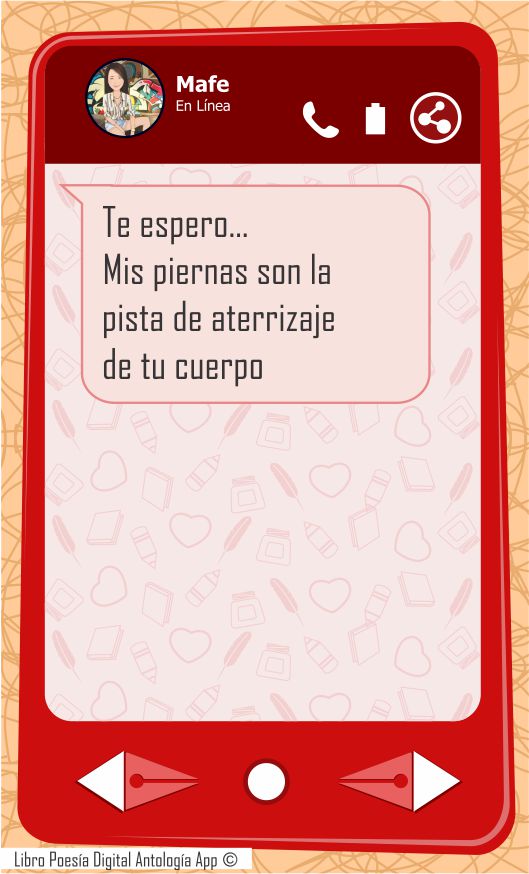 Mafe
En Línea
Te espero...
Mis piernas son la
pista de aterrizaje
de tu cuerpo
Libro Poesía Digital Antología App ©